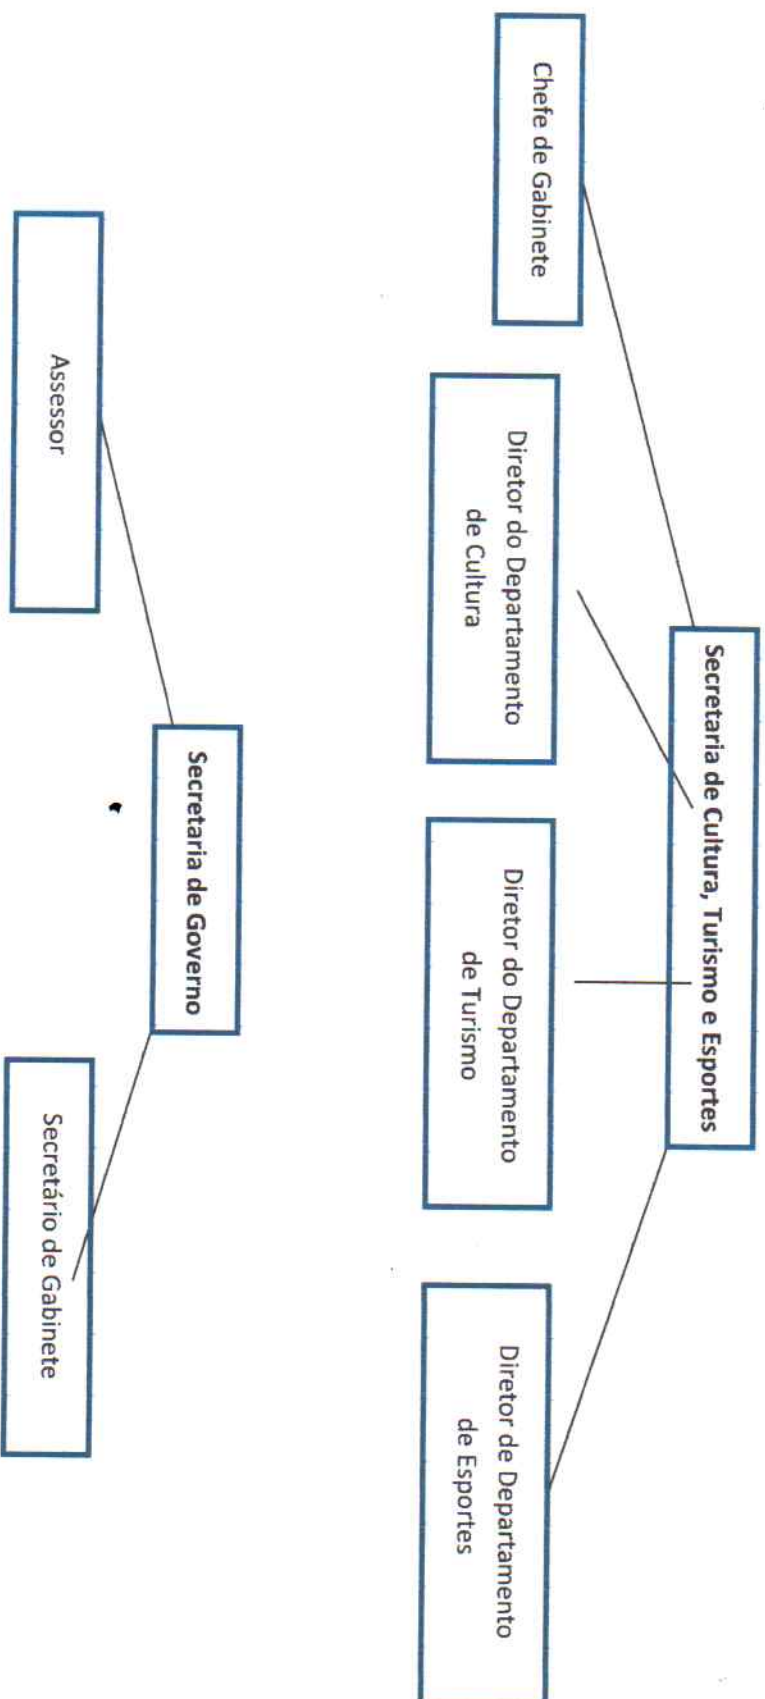 Secretaria de Cultura, Turismo e Esportes
Chefe de Gabinete
Diretor do Departamento
de Cultura
Diretor do Departamento
de Turismo
Diretor de Departamento
de Esportes
Secretaria de Governo
Assessor
Secretário de Gabinete